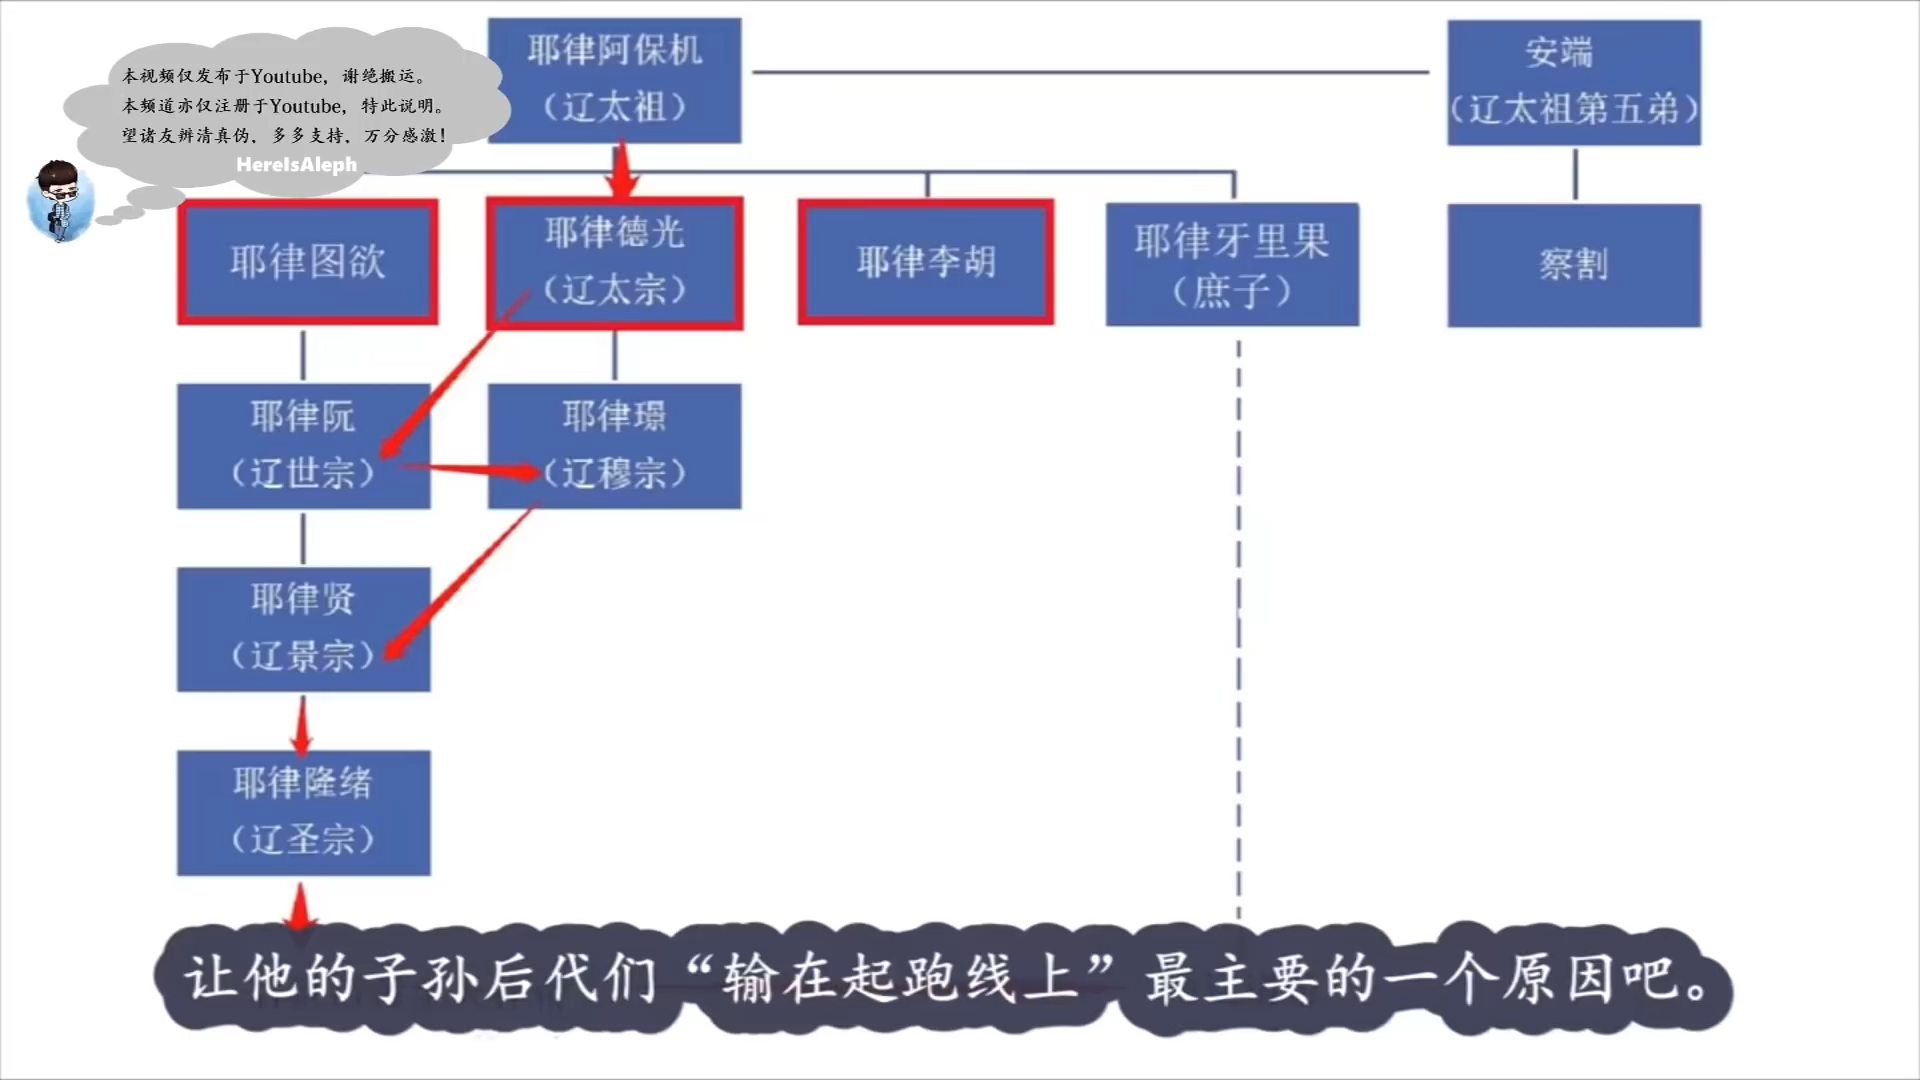 本视频仅发布于Youtube，谢绝搬运。
本频道亦仅注册于Youtube，特此说明。
望诸友辨清真伪，多多支持，万分感激！
HereIsAleph
耶律阿保机
（辽太祖）
安端
（辽太祖第五弟）
耶律图欲
耶律德光
（辽太宗）
耶律李胡
耶律牙里果
（庶子）
察割
耶律阮
（辽世宗）
耶律璟
（辽穆宗）
耶律贤
（辽景宗）
耶律隆绪
（辽圣宗）
让他的子孙后代们“输在起跑线上”最主要的一个原因吧。